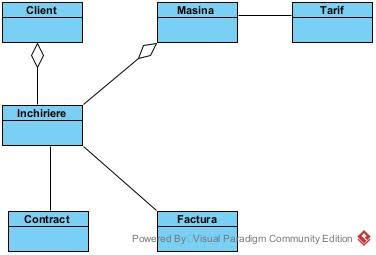 Client
Masina
Tarif
Inchiriere
Contract
Factura
Powered By: Visual Paradigm Community Edition